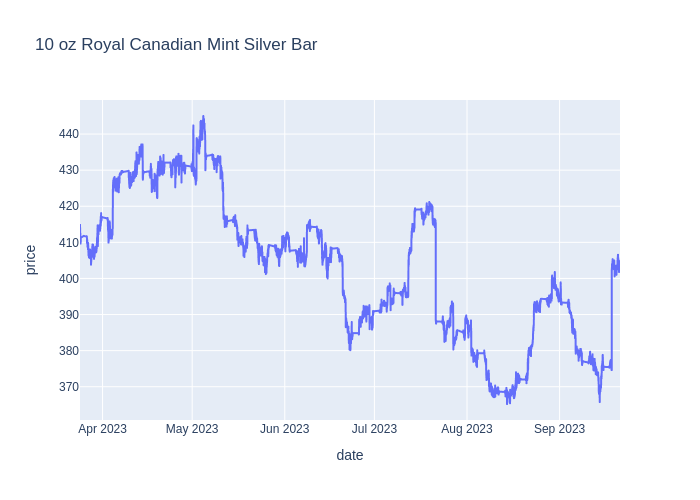 10 oz Royal Canadian Mint Silver Bar
440
430
420
410
400
390
380
370
price
Apr 2023 May 2023 Jun 2023 Jul 2023 Aug 2023 Sep 2023
date